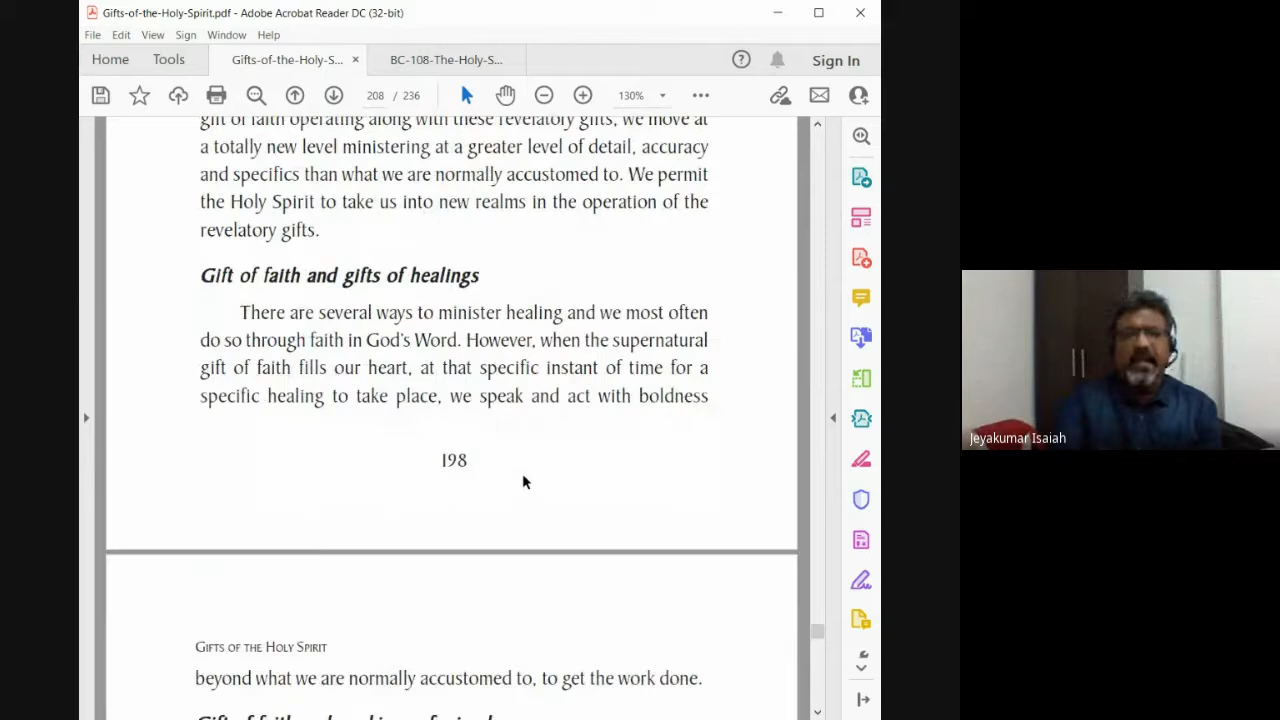 Gifts-of-the-Holy-Spirit.pdf - Adobe Acrobat Reader DC (32-bit)
File Edit View Sign Window Help
Home Tools Gifts-of-the-Holy-S... × BC-108-The-Holy-S... Sign In
208 / 236 130%
gift of faith operating along with these revelatory gifts, we move at
a totally new level ministering at a greater level of detail, accuracy
and specifics than what we are normally accustomed to. We permit
the Holy Spirit to take us into new realms in the operation of the
revelatory gifts.
Gift of faith and gifts of healings
There are several ways to minister healing and we most often
do so through faith in God's Word. However, when the supernatural
gift of faith fills our heart, at that specific instant of time for a
specific healing to take place, we speak and act with boldness
198
GIFTS OF THE HOLY SPIRIT
beyond what we are normally accustomed to, to get the work done.
Jeyakumar Isaiah